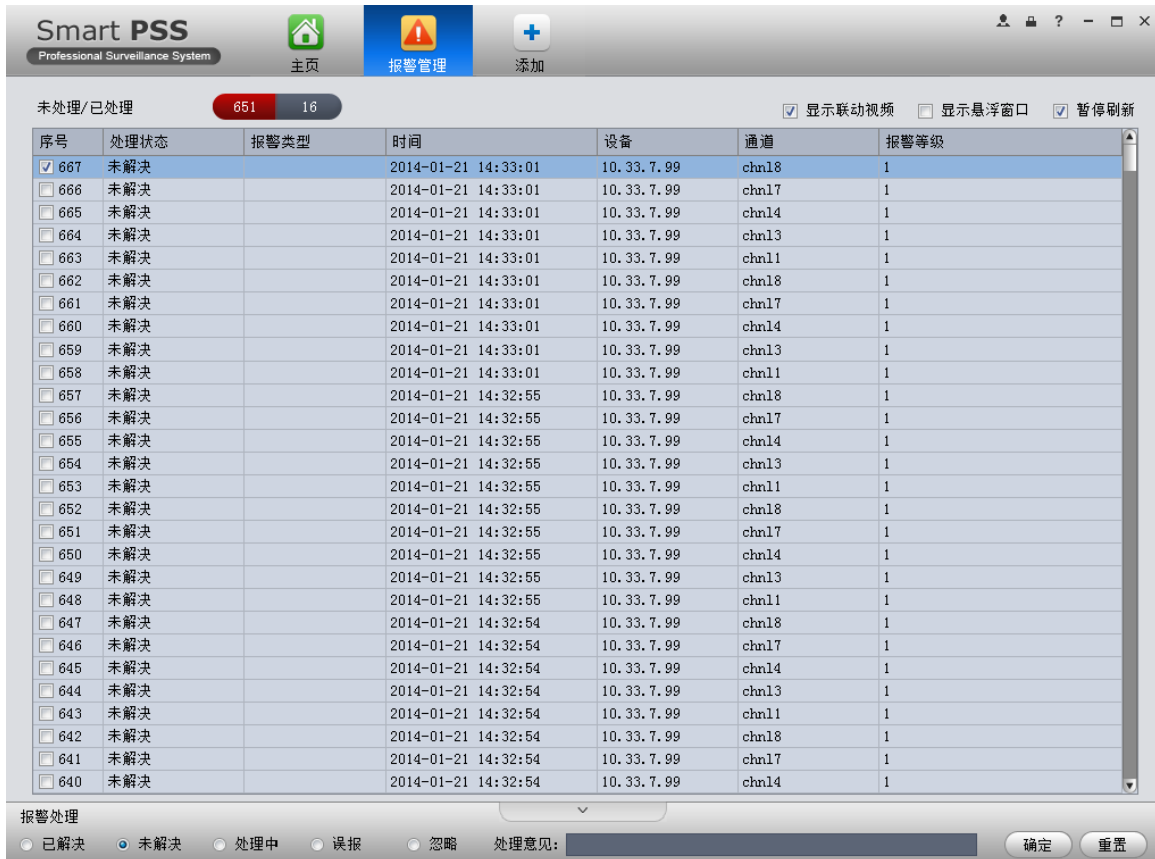 Smart PSS
Professional Surveillance System
主页 报警管理 添加
?
未处理/已处理 651 16 显示联动视频 显示悬浮窗口 暂停刷新
序号 处理状态 报警类型 时间 设备 通道 报警等级
667 未解决 2014-01-21 14:33:01 10.33.7.99 chnl8 1
666 未解决 2014-01-21 14:33:01 10.33.7.99 chnl7 1
665 未解决 2014-01-21 14:33:01 10.33.7.99 chnl4 1
664 未解决 2014-01-21 14:33:01 10.33.7.99 chnl3 1
663 未解决 2014-01-21 14:33:01 10.33.7.99 chnl1 1
662 未解决 2014-01-21 14:33:01 10.33.7.99 chnl8 1
661 未解决 2014-01-21 14:33:01 10.33.7.99 chnl7 1
660 未解决 2014-01-21 14:33:01 10.33.7.99 chnl4 1
659 未解决 2014-01-21 14:33:01 10.33.7.99 chnl3 1
658 未解决 2014-01-21 14:33:01 10.33.7.99 chnl1 1
657 未解决 2014-01-21 14:32:55 10.33.7.99 chnl8 1
656 未解决 2014-01-21 14:32:55 10.33.7.99 chnl7 1
655 未解决 2014-01-21 14:32:55 10.33.7.99 chnl4 1
654 未解决 2014-01-21 14:32:55 10.33.7.99 chnl3 1
653 未解决 2014-01-21 14:32:55 10.33.7.99 chnl1 1
652 未解决 2014-01-21 14:32:55 10.33.7.99 chnl8 1
651 未解决 2014-01-21 14:32:55 10.33.7.99 chnl7 1
650 未解决 2014-01-21 14:32:55 10.33.7.99 chnl4 1
649 未解决 2014-01-21 14:32:55 10.33.7.99 chnl3 1
648 未解决 2014-01-21 14:32:55 10.33.7.99 chnl1 1
647 未解决 2014-01-21 14:32:54 10.33.7.99 chnl8 1
646 未解决 2014-01-21 14:32:54 10.33.7.99 chnl7 1
645 未解决 2014-01-21 14:32:54 10.33.7.99 chnl4 1
644 未解决 2014-01-21 14:32:54 10.33.7.99 chnl3 1
643 未解决 2014-01-21 14:32:54 10.33.7.99 chnl1 1
642 未解决 2014-01-21 14:32:54 10.33.7.99 chnl8 1
641 未解决 2014-01-21 14:32:54 10.33.7.99 chnl7 1
640 未解决 2014-01-21 14:32:54 10.33.7.99 chnl4 1
报警处理
已解决 未解决 处理中 误报 忽略 处理意见: 确定 重置